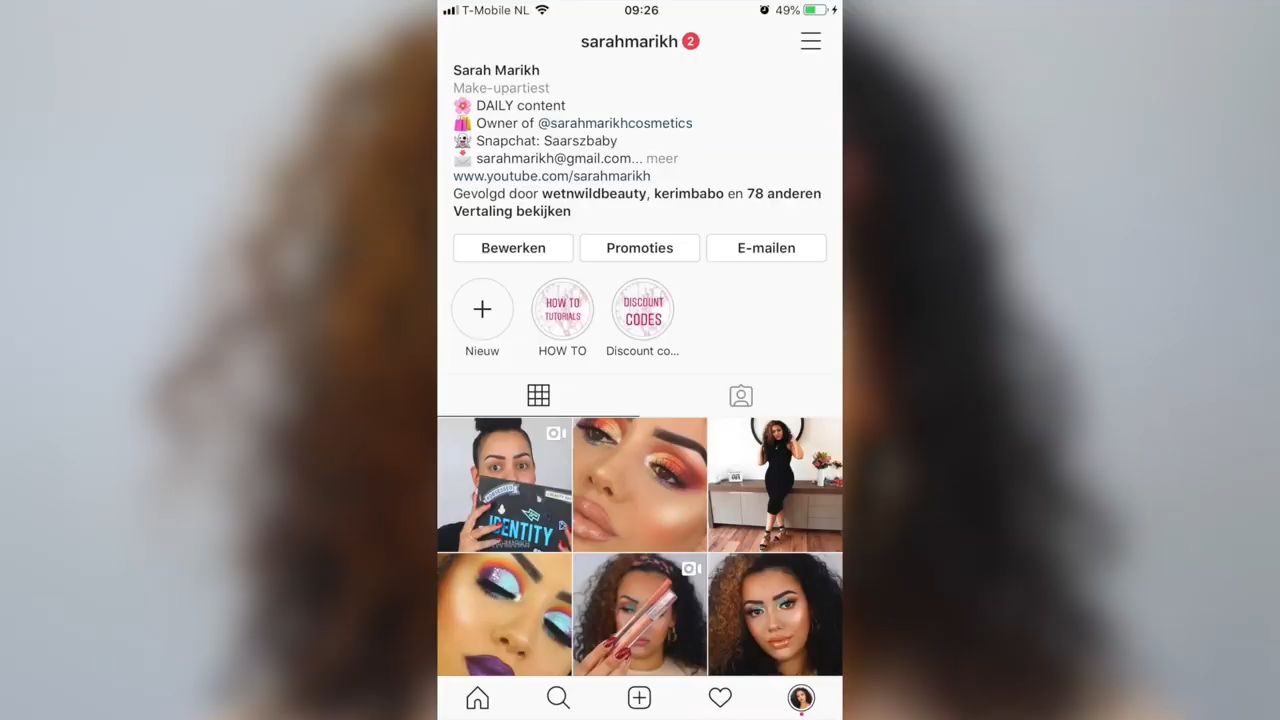 T-Mobile NL 09:26 49%
sarahmarikh 2
Sarah Marikh
Make-upartiest
🌸 DAILY content
🛍 Owner of @sarahmarikhcosmetics
👻 Snapchat: Saarszbaby
📩 sarahmarikh@gmail.com... meer
www.youtube.com/sarahmarikh
Gevolgd door wetnwildbeauty, kerimbabo en 78 anderen
Vertaling bekijken
Bewerken Promoties E-mailen
HOW TO
TUTORIALS
DISCOUNT
CODES
Nieuw HOW TO Discount co...
IDENTITY